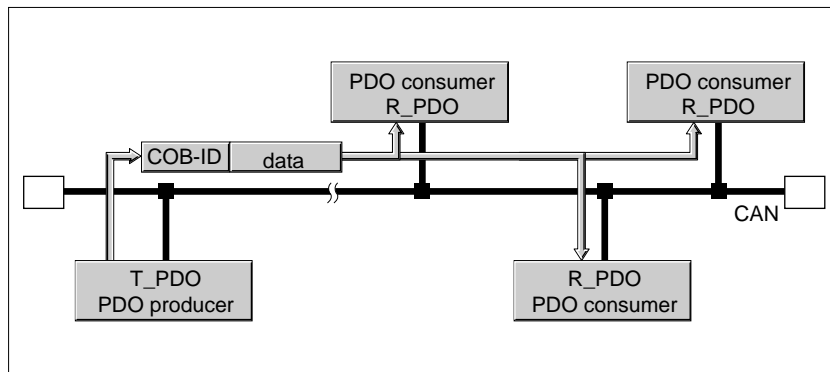 PDO consumer
R_PDO
PDO consumer
R_PDO
COB-ID
data
CAN
T_PDO
PDO producer
R_PDO
PDO consumer